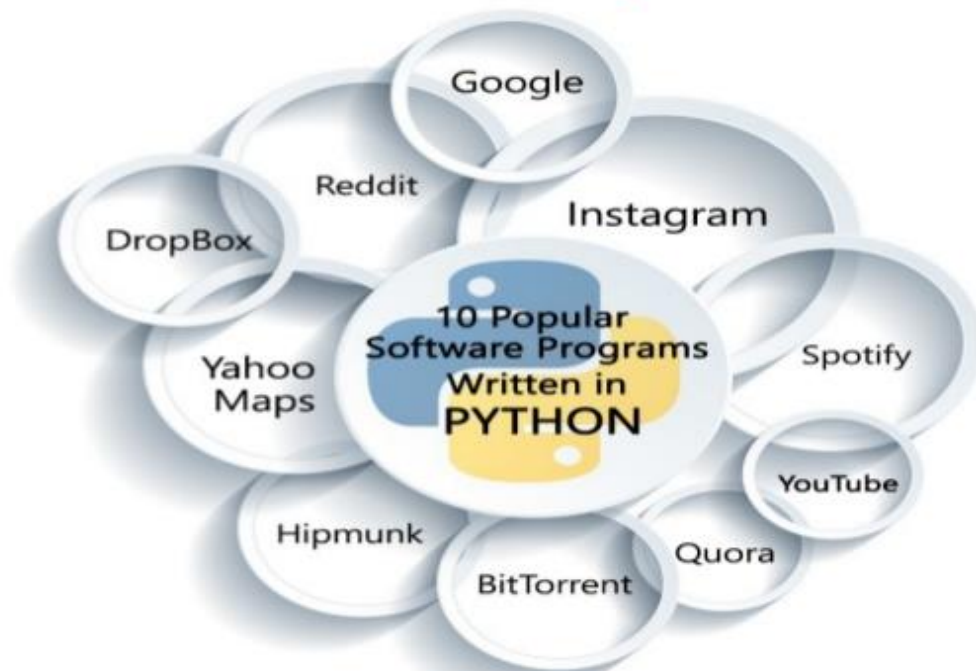 Google
Reddit
Instagram
DropBox
10 Popular
Software Programs
Written in
PYTHON
Yahoo
Maps
Spotify
YouTube
Hipmunk
BitTorrent
Quora